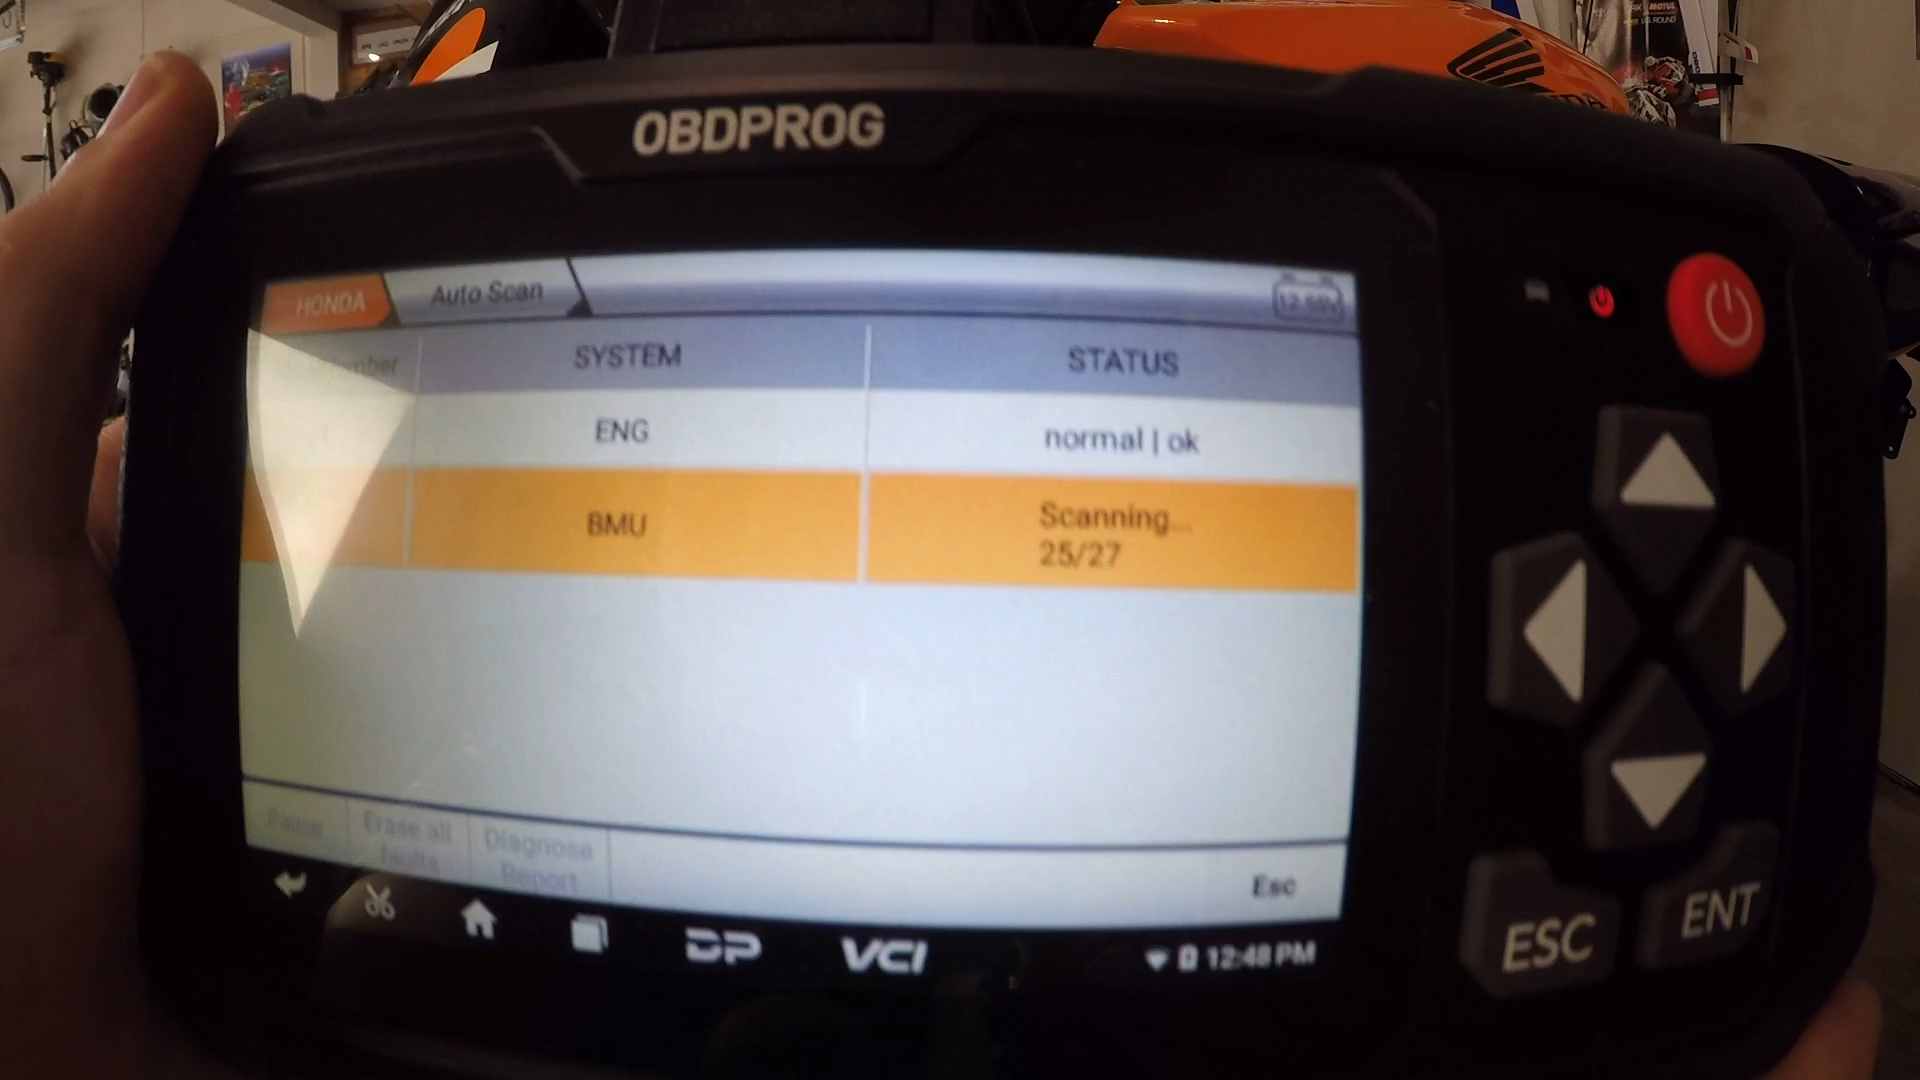 OBDPROG
HONDA
Auto Scan
SYSTEM
STATUS
ENG
normal | ok
BMU
Scanning...
25/27
Pause
Erase all
faults
Diagnose
Report
Esc
DP
VCI
12:48 PM
ESC
ENT
MOTUL